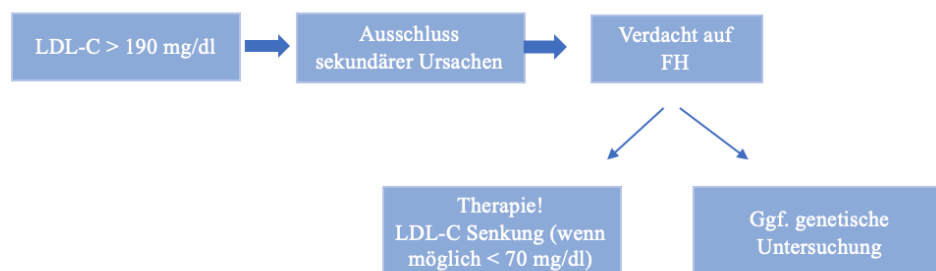 LDL-C > 190 mg/dl
Ausschluss
sekundärer Ursachen
Verdacht auf
FH
Therapie!
LDL-C Senkung (wenn
möglich < 70 mg/dl)
Ggf. genetische
Untersuchung